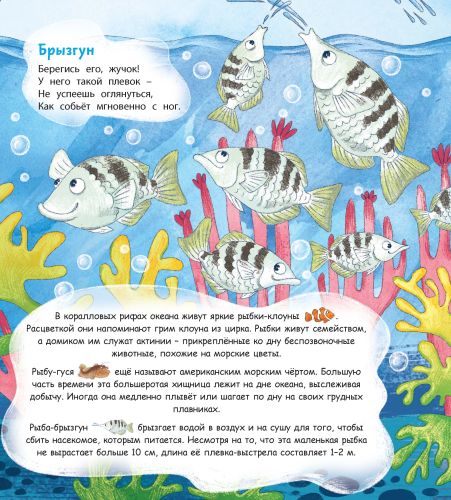 Брызгун
Берегись его, жучок!
У него такой плевок –
Не успеешь оглянуться,
Как собьёт мгновенно с ног.
В коралловых рифах океана живут яркие рыбки-клоуны .
Расцветкой они напоминают грим клоуна из цирка. Рыбки живут семейством,
а домиком им служат актинии – прикреплённые ко дну беспозвоночные
животные, похожие на морские цветы.
Рыбу-гуся ещё называют американским морским чёртом. Большую
часть времени эта большеротая хищница лежит на дне океана, выслеживая
добычу. Иногда она медленно плывёт или шагает по дну на своих грудных
плавниках.
Рыба-брызгун брызгает водой в воздух и на сушу для того, чтобы
сбить насекомое, которым питается. Несмотря на то, что эта маленькая рыбка
не вырастает больше 10 см, длина её плевка-выстрела составляет 1–2 м.